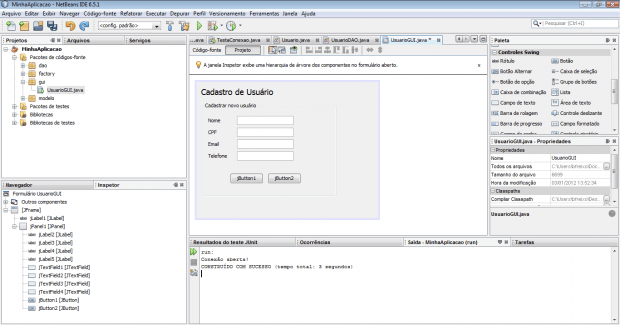 MinhaAplicacao - NetBeans IDE 6.5.1
Arquivo Editar Exibir Navegar Código-fonte Refatorar Executar Depurar Perfil Versionamento Ferramentas Janela Ajuda
<config. padrão>
Pesquisar (Ctrl+I)
Projetos Arquivos Serviços
MinhaAplicacao
Pacotes de códigos-fonte
dao
factory
gui
UsuarioGUI.java
modelo
Pacotes de testes
Bibliotecas
Bibliotecas de testes
Navegador Inspetor
Formulário UsuarioGUI
Outros componentes
[JFrame]
jLabel1 [JLabel]
jPanel1 [JPanel]
jLabel2 [JLabel]
jLabel3 [JLabel]
jLabel4 [JLabel]
jLabel5 [JLabel]
jTextField1 [JTextField]
jTextField2 [JTextField]
jTextField3 [JTextField]
jTextField4 [JTextField]
jButton1 [JButton]
jButton2 [JButton]
...ava TestaConexao.java Usuario.java UsuarioDAO.java UsuarioGUI.java *
Código-fonte Projeto
A janela Inspetor exibe uma hierarquia de árvore dos componentes no formulário aberto.
Cadastro de Usuário
Cadastrar novo usuário
Nome
CPF
Email
Telefone
jButton1 jButton2
Resultados do teste JUnit Ocorrências Saída - MinhaAplicacao (run) Tarefas
run:
Conexão aberta!
CONSTRUÍDO COM SUCESSO (tempo total: 3 segundos)
Paleta
Controles Swing
Rótulo Botão
Botão Alternar Caixa de seleção
Botão de opção Grupo de botões
Caixa de combinação Lista
Campo de texto Área de texto
Barra de rolagem Controle deslizante
Barra de progresso Campo formatado
UsuarioGUI.java - Propriedades
Propriedades
Nome UsuarioGUI
Todos os arquivos
Tamanho do arquivo 6699
Hora da modificação 03/01/2012 13:52:34
Classpaths
Compilar Classpath
UsuarioGUI.java